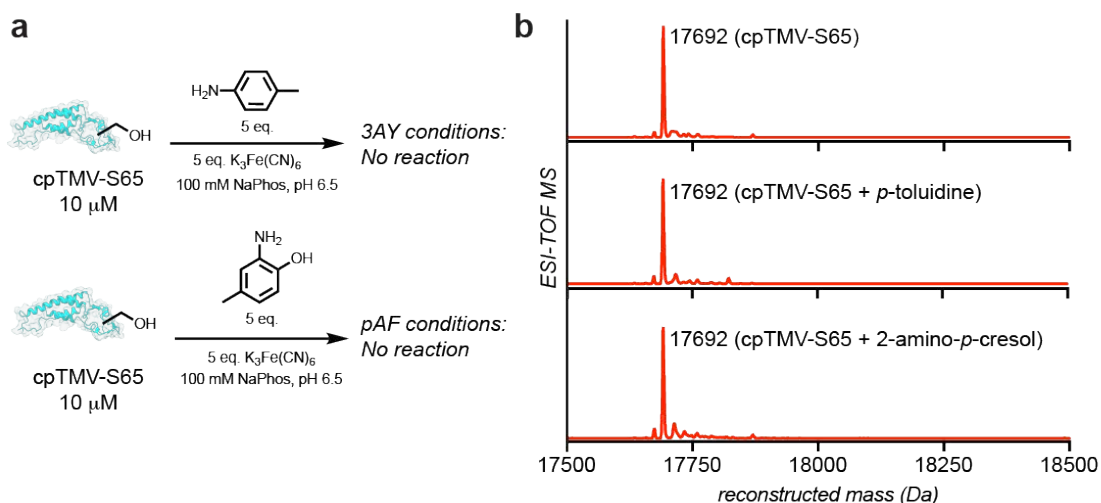 a
H₂N
5 eq.
5 eq. K₃Fe(CN)₆
100 mM NaPhos, pH 6.5
OH
cpTMV-S65
10 μM
3AY conditions:
No reaction
NH₂
OH
5 eq.
5 eq. K₃Fe(CN)₆
100 mM NaPhos, pH 6.5
OH
cpTMV-S65
10 μM
pAF conditions:
No reaction
b
17692 (cpTMV-S65)
17692 (cpTMV-S65 + p-toluidine)
17692 (cpTMV-S65 + 2-amino-p-cresol)
ESI-TOF MS
17500 17750 18000 18250 18500
reconstructed mass (Da)